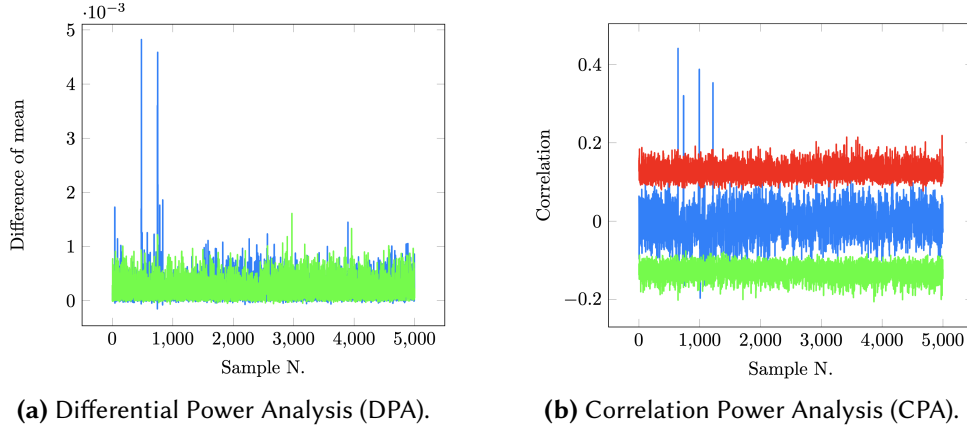 ·10−3
5
4
3
2
1
0
Difference of mean
0 1,000 2,000 3,000 4,000 5,000
Sample N.
(a) Differential Power Analysis (DPA).
0.4
0.2
0
−0.2
Correlation
0 1,000 2,000 3,000 4,000 5,000
Sample N.
(b) Correlation Power Analysis (CPA).